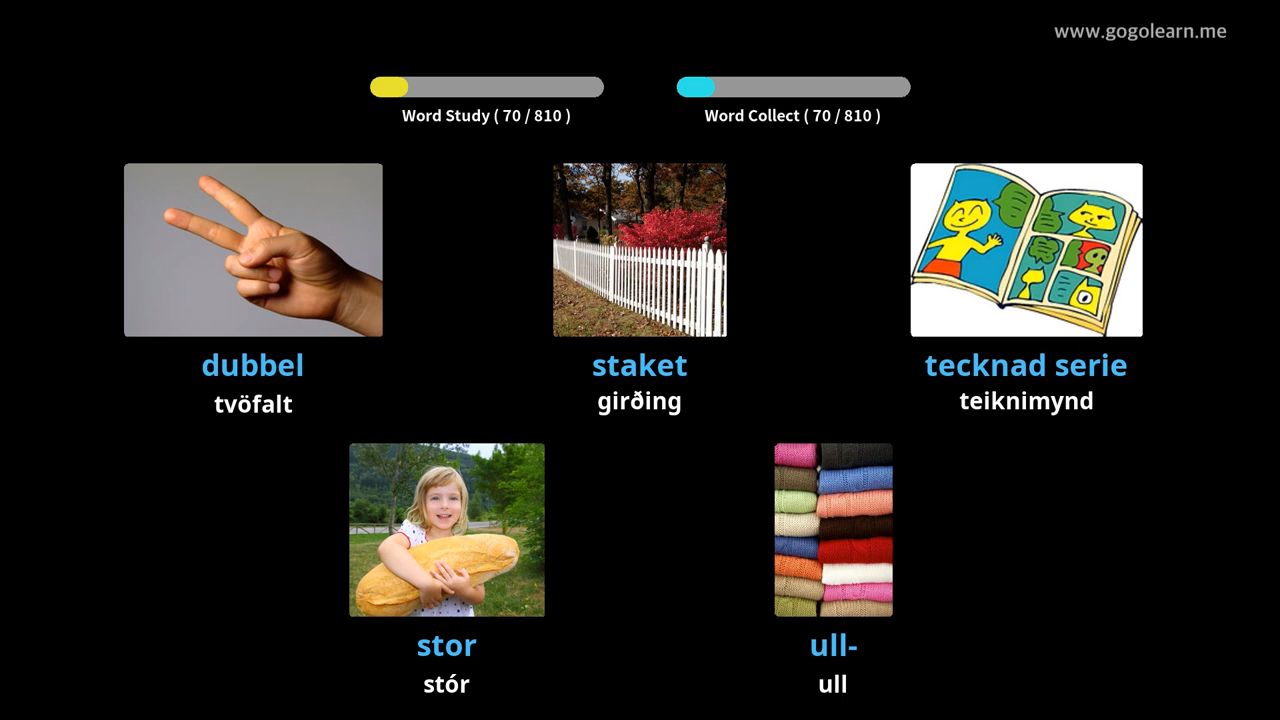 www.gogolearn.me
Word Study ( 70 / 810 )
Word Collect ( 70 / 810 )
dubbel
tvöfalt
staket
girðing
tecknad serie
teiknimynd
stor
stór
ull-
ull